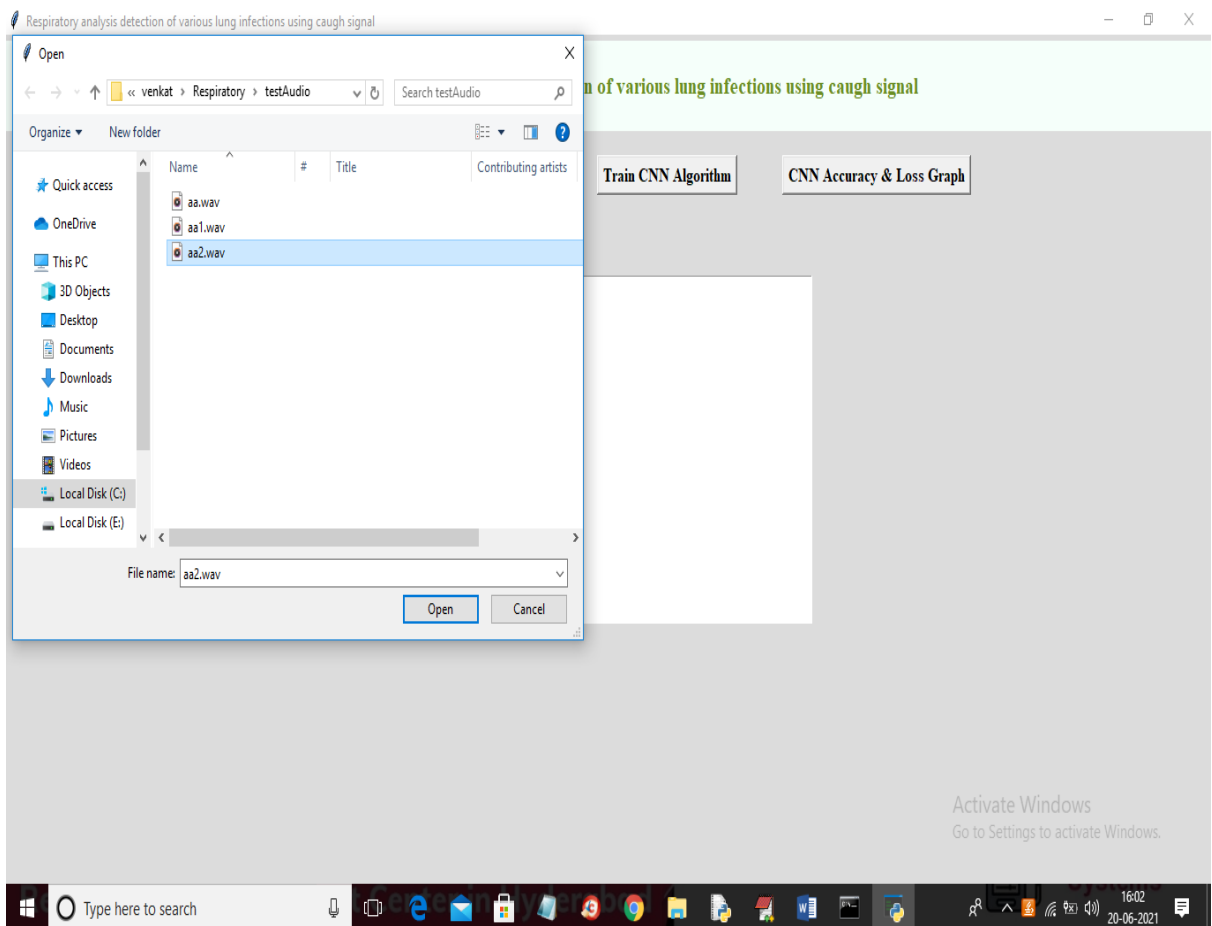 Respiratory analysis detection of various lung infections using caugh signal
Open
« venkat › Respiratory › testAudio
Search testAudio
n of various lung infections using caugh signal
Organize
New folder
Name # Title Contributing artists
Train CNN Algorithm
CNN Accuracy & Loss Graph
Quick access
OneDrive
This PC
3D Objects
Desktop
Documents
Downloads
Music
Pictures
Videos
Local Disk (C:)
Local Disk (E:)
aa.wav
aa1.wav
aa2.wav
File name: aa2.wav
Open
Cancel
Activate Windows
Go to Settings to activate Windows.
Type here to search
16:02
20-06-2021